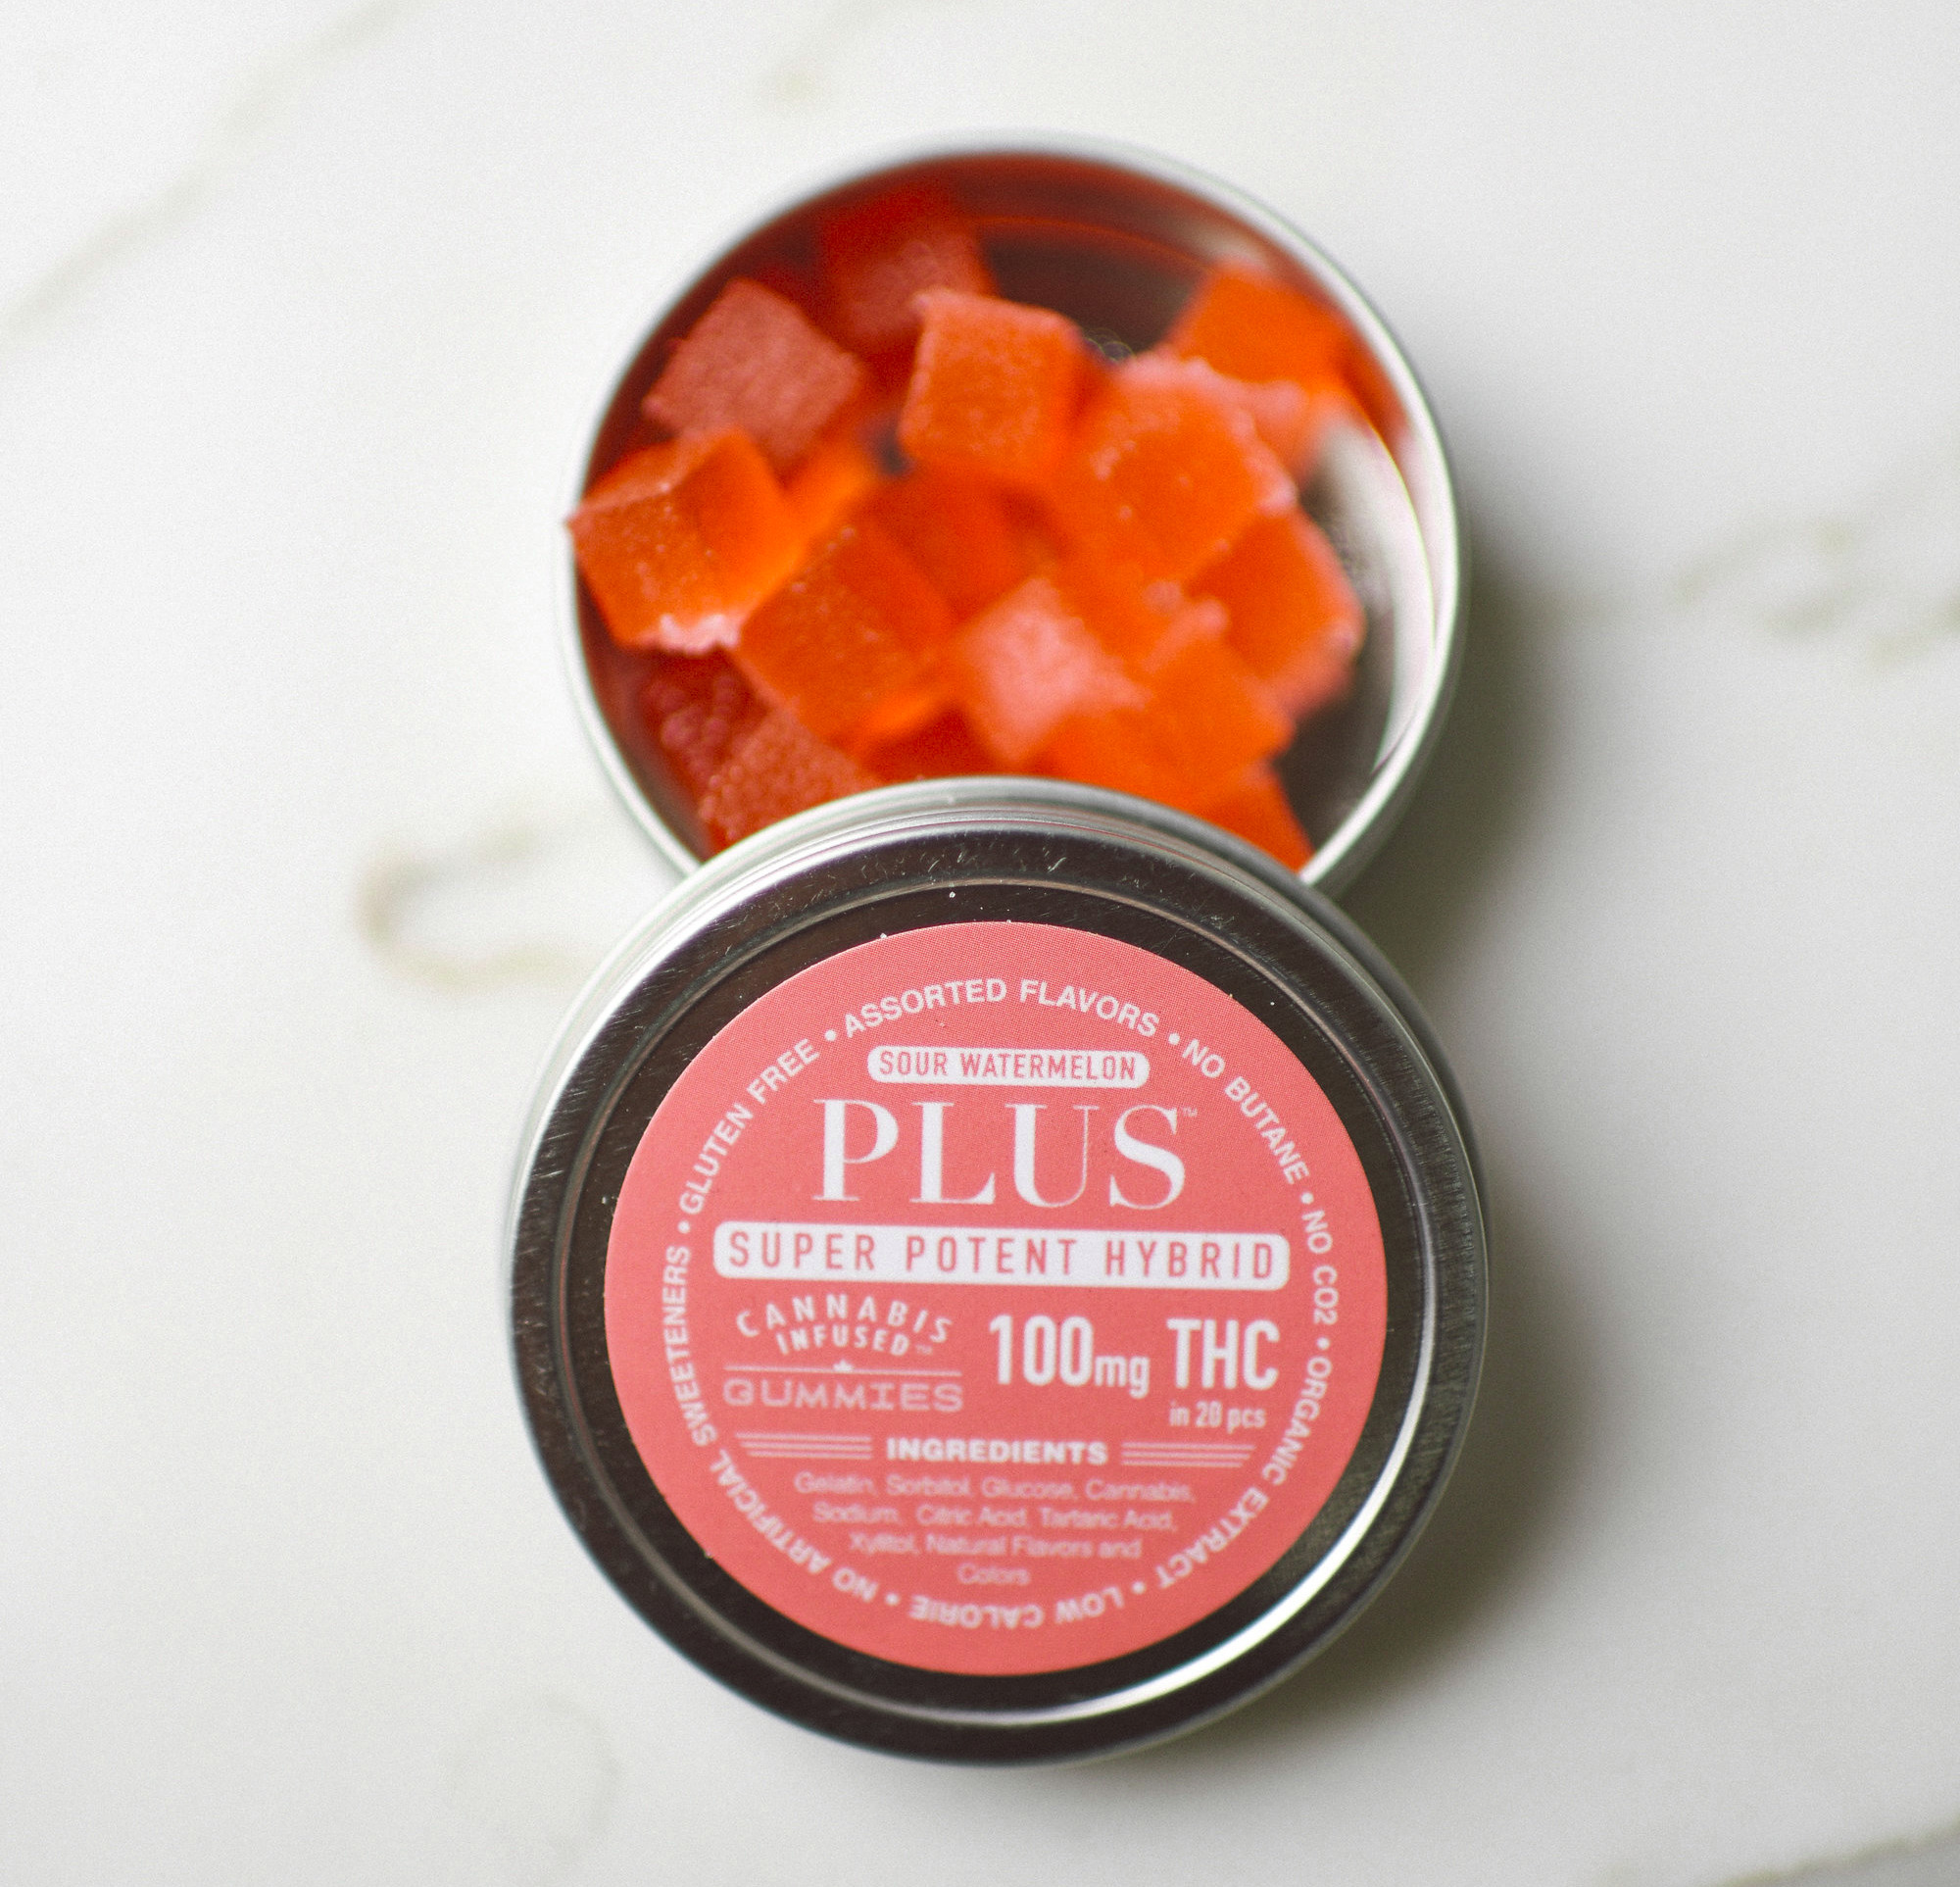 • GLUTEN FREE • ASSORTED FLAVORS • NO BUTANE • NO CO2 • ORGANIC EXTRACT • LOW CALORIE • NO ARTIFICIAL SWEETENERS
SOUR WATERMELON
PLUS™
SUPER POTENT HYBRID
CANNABIS
INFUSED™
GUMMIES
100mg THC
in 20 pcs
INGREDIENTS
Gelatin, Sorbitol, Glucose, Cannabis,
Sodium, Citric Acid, Tartaric Acid,
Xylitol, Natural Flavors and
Colors